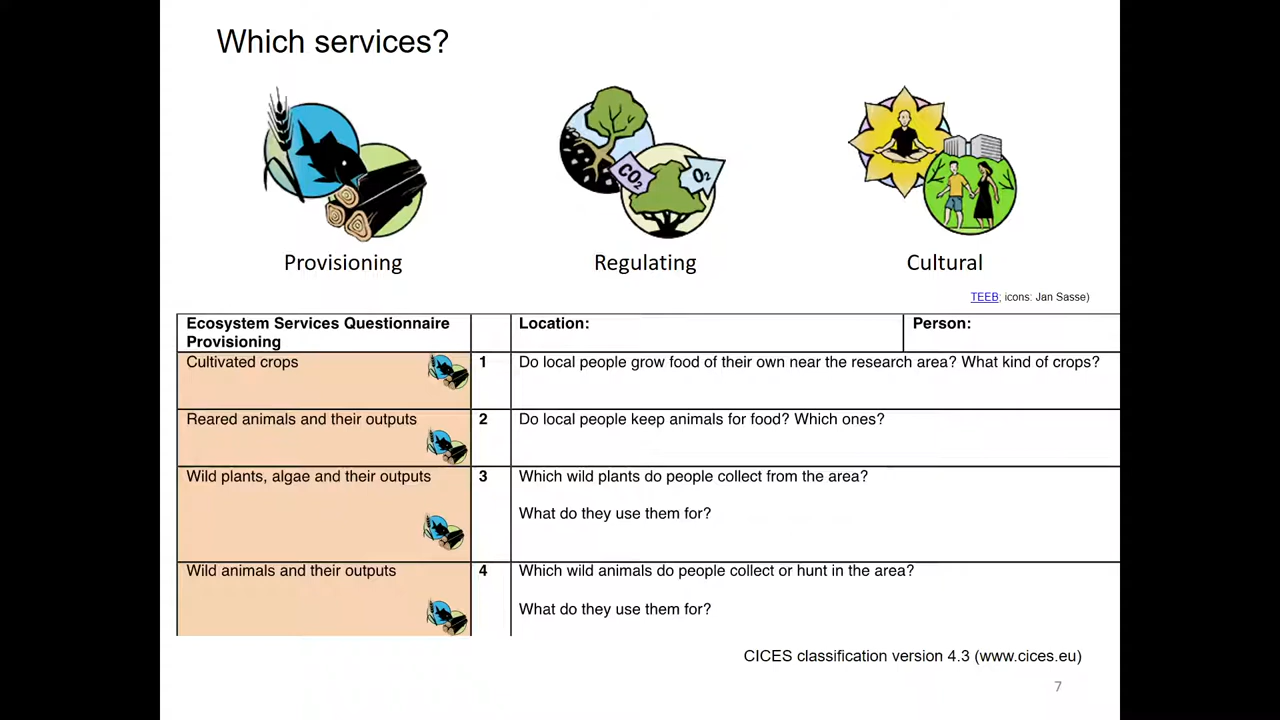 Which services?
CO2
O2
Provisioning
Regulating
Cultural
TEEB; icons: Jan Sasse)
Ecosystem Services Questionnaire
Provisioning
Location:
Person:
Cultivated crops
1
Do local people grow food of their own near the research area? What kind of crops?
Reared animals and their outputs
2
Do local people keep animals for food? Which ones?
Wild plants, algae and their outputs
3
Which wild plants do people collect from the area?
What do they use them for?
Wild animals and their outputs
4
Which wild animals do people collect or hunt in the area?
What do they use them for?
CICES classification version 4.3 (www.cices.eu)
7